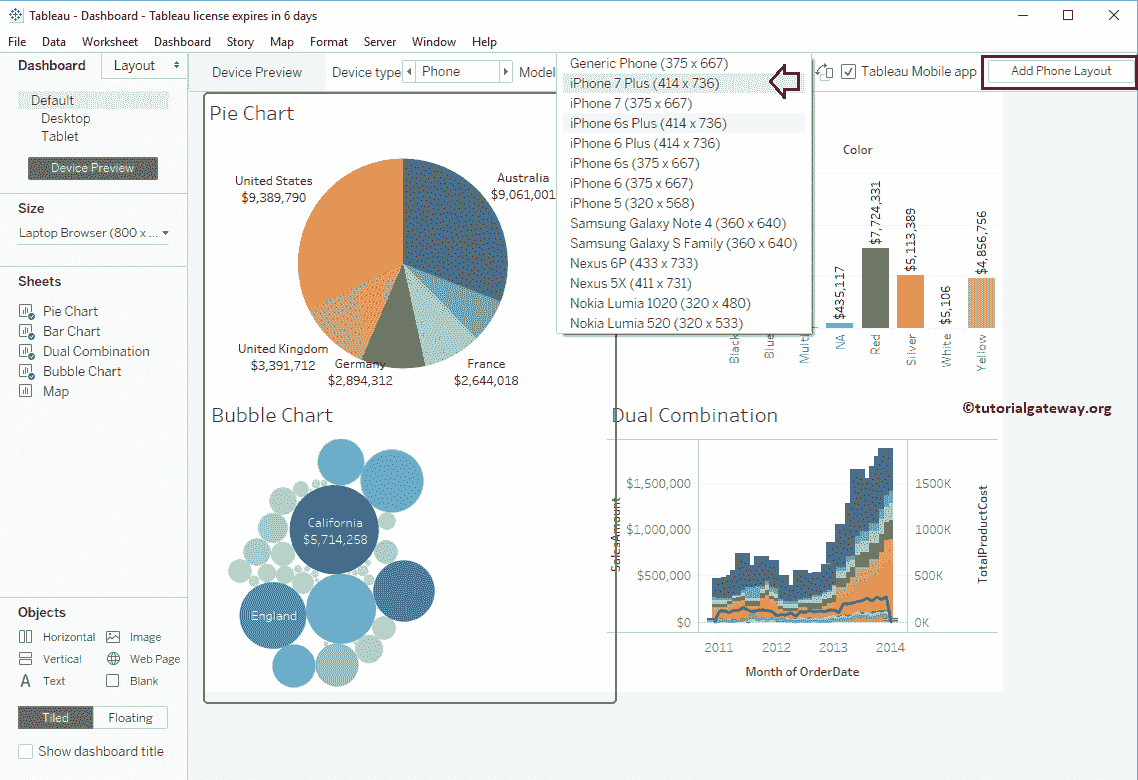 Tableau - Dashboard - Tableau license expires in 6 days
File Data Worksheet Dashboard Story Map Format Server Window Help
Dashboard Layout
Device Preview Device type Phone Model
Tableau Mobile app Add Phone Layout
Generic Phone (375 x 667)
iPhone 7 Plus (414 x 736)
iPhone 7 (375 x 667)
iPhone 6s Plus (414 x 736)
iPhone 6 Plus (414 x 736)
iPhone 6s (375 x 667)
iPhone 6 (375 x 667)
iPhone 5 (320 x 568)
Samsung Galaxy Note 4 (360 x 640)
Samsung Galaxy S Family (360 x 640)
Nexus 6P (433 x 733)
Nexus 5X (411 x 731)
Nokia Lumia 1020 (320 x 480)
Nokia Lumia 520 (320 x 533)
Default
Desktop
Tablet
Device Preview
Size
Laptop Browser (800 x ...
Sheets
Pie Chart
Bar Chart
Dual Combination
Bubble Chart
Map
Objects
Horizontal Image
Vertical Web Page
Text Blank
Tiled Floating
Show dashboard title
Pie Chart
United States
$9,389,790
Australia
$9,061,001
United Kingdom
$3,391,712
Germany
$2,894,312
France
$2,644,018
Color
$435,117
$7,724,331
$5,113,389
$5,106
$4,856,756
Black
Blue
Multi
NA
Red
Silver
White
Yellow
©tutorialgateway.org
Bubble Chart
California
$5,714,258
England
Dual Combination
SalesAmount
$1,500,000
$1,000,000
$500,000
$0
1500K
1000K
500K
0K
TotalProductCost
2011 2012 2013 2014
Month of OrderDate